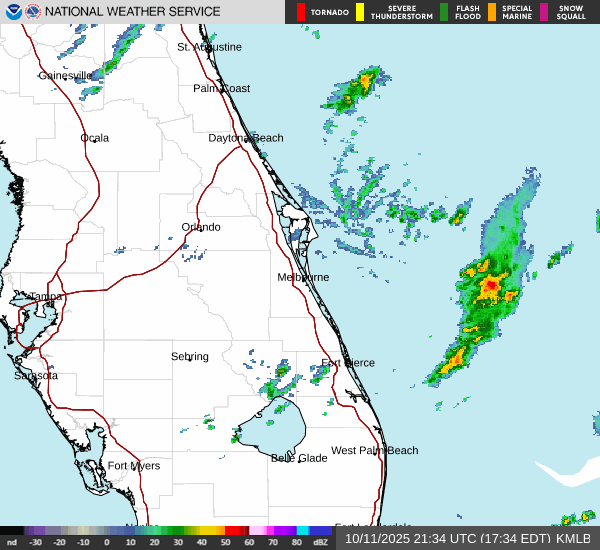 NATIONAL WEATHER SERVICE
TORNADO
SEVERE
THUNDERSTORM
FLASH
FLOOD
SPECIAL
MARINE
SNOW
SQUALL
St. Augustine
Gainesville
Palm Coast
Ocala
Daytona Beach
Orlando
Melbourne
Tampa
Sebring
Fort Pierce
Sarasota
West Palm Beach
Belle Glade
Fort Myers
nd -30 -20 -10 0 10 20 30 40 50 60 70 80 dBZ
10/11/2025 21:34 UTC (17:34 EDT) KMLB